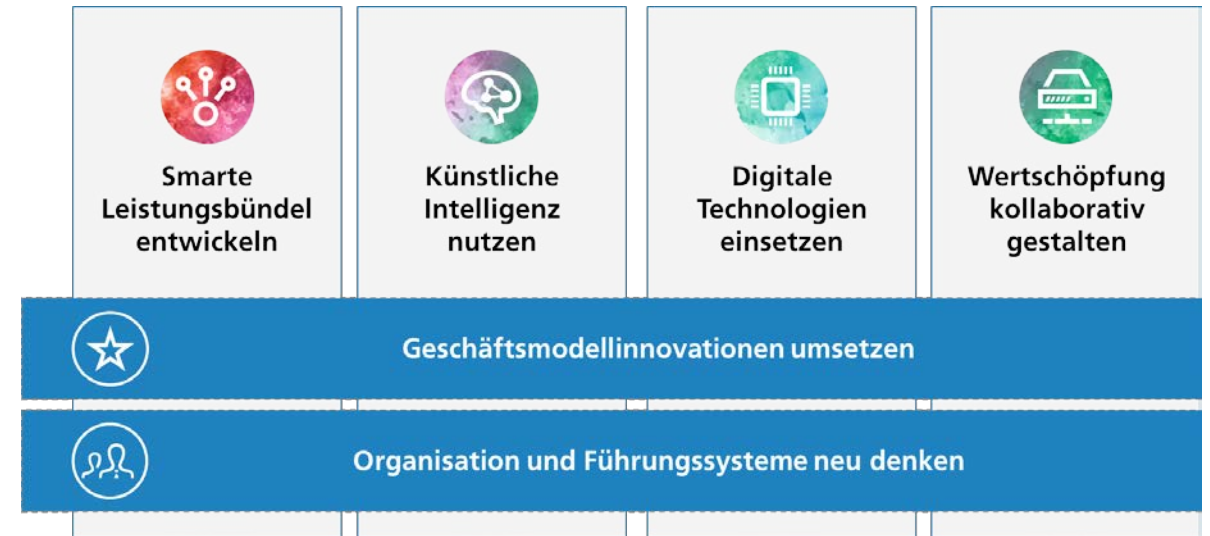 Smarte
Leistungsbündel
entwickeln
Künstliche
Intelligenz
nutzen
Digitale
Technologien
einsetzen
Wertschöpfung
kollaborativ
gestalten
Geschäftsmodellinnovationen umsetzen
Organisation und Führungssysteme neu denken